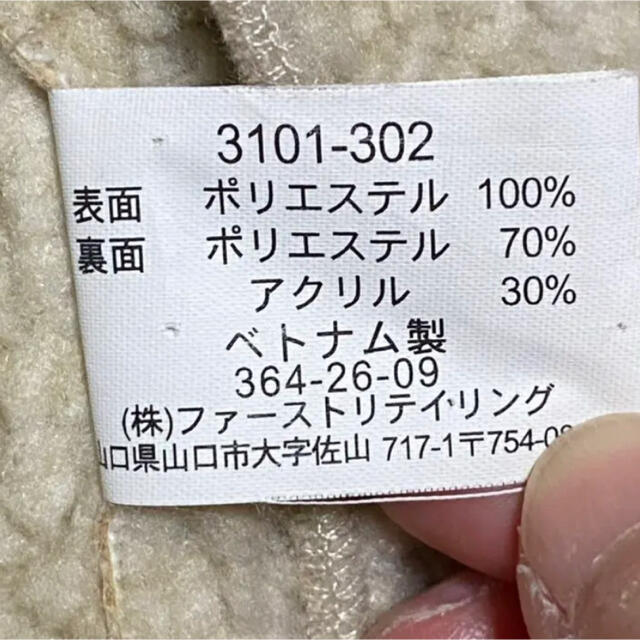 3101-302
表面 ポリエステル 100%
裏面 ポリエステル 70%
アクリル 30%
ベトナム製
364-26-09
(株)ファーストリテイリング
山口県山口市大字佐山 717-1〒754-0